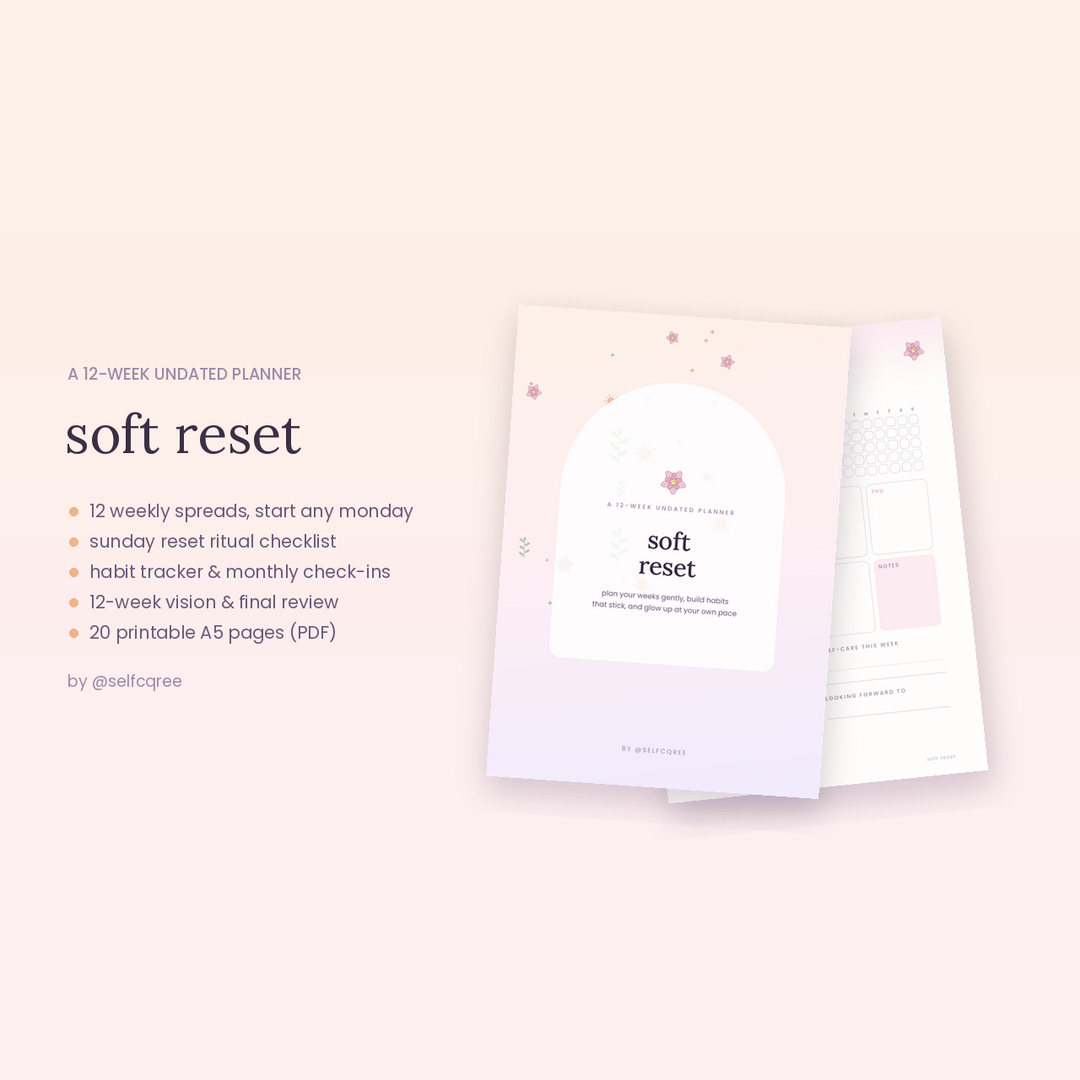 A 12-WEEK UNDATED PLANNER
soft reset
12 weekly spreads, start any monday
sunday reset ritual checklist
habit tracker & monthly check-ins
12-week vision & final review
20 printable A5 pages (PDF)
by @selfcqree
A 12-WEEK UNDATED PLANNER
soft
reset
plan your weeks gently, build habits
that stick, and glow up at your own pace
BY @SELFCQREE
t w t f s s
THU
NOTES
THIS WEEK
LOOKING FORWARD TO
soft reset